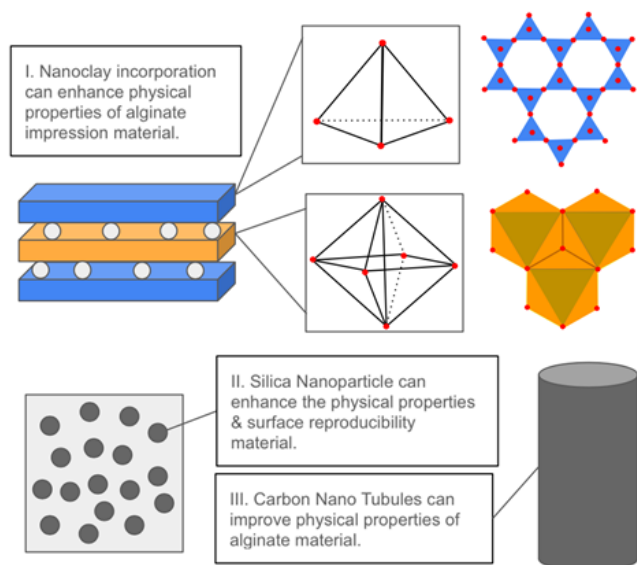 I. Nanoclay incorporation
can enhance physical
properties of alginate
impression material.
II. Silica Nanoparticle can
enhance the physical properties
& surface reproducibility
material.
III. Carbon Nano Tubules can
improve physical properties of
alginate material.